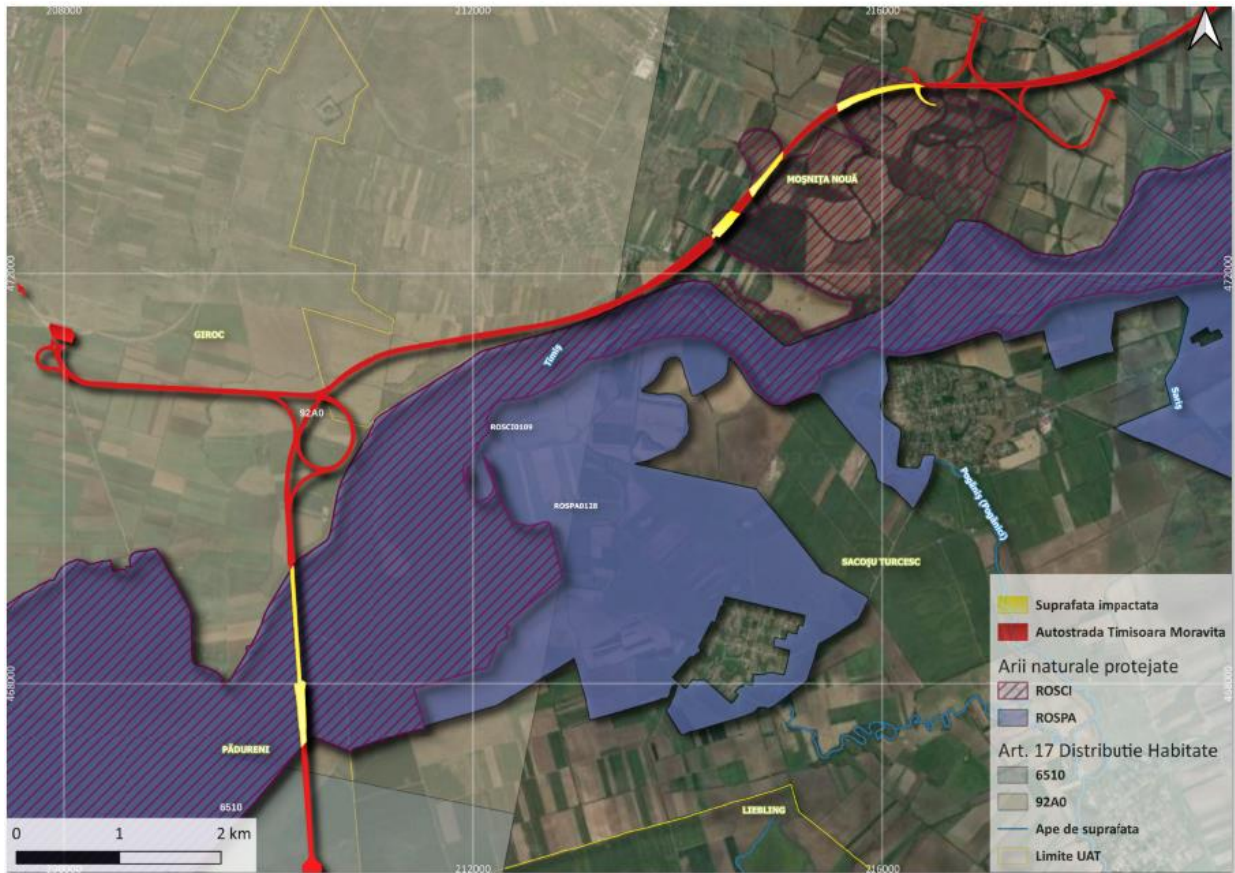 208000
212000
216000
MOȘNIȚA NOUĂ
472000
472000
GIROC
Timiș
Sariș
92A0
ROSCI0109
Pogăniș (Pogănici)
ROSPA0128
SACOȘU TURCESC
468000
468000
PĂDURENI
6510
LIEBLING
Suprafata impactata
Autostrada Timisoara Moravita
Arii naturale protejate
ROSCI
ROSPA
Art. 17 Distributie Habitate
6510
92A0
Ape de suprafata
Limite UAT
0 1 2 km
212000
216000